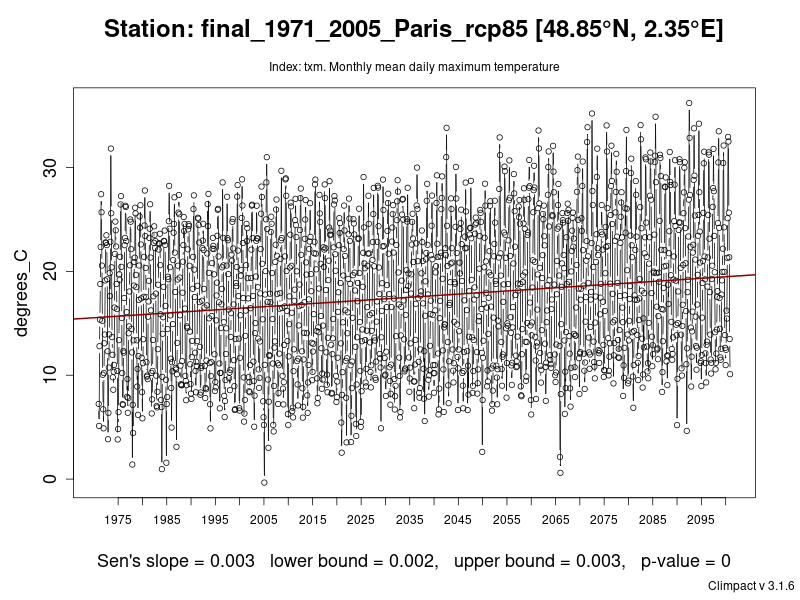 Station: final_1971_2005_Paris_rcp85 [48.85°N, 2.35°E]
Index: txm. Monthly mean daily maximum temperature
degrees_C
30
20
10
0
1975 1985 1995 2005 2015 2025 2035 2045 2055 2065 2075 2085 2095
Sen's slope = 0.003 lower bound = 0.002, upper bound = 0.003, p-value = 0
Climpact v 3.1.6